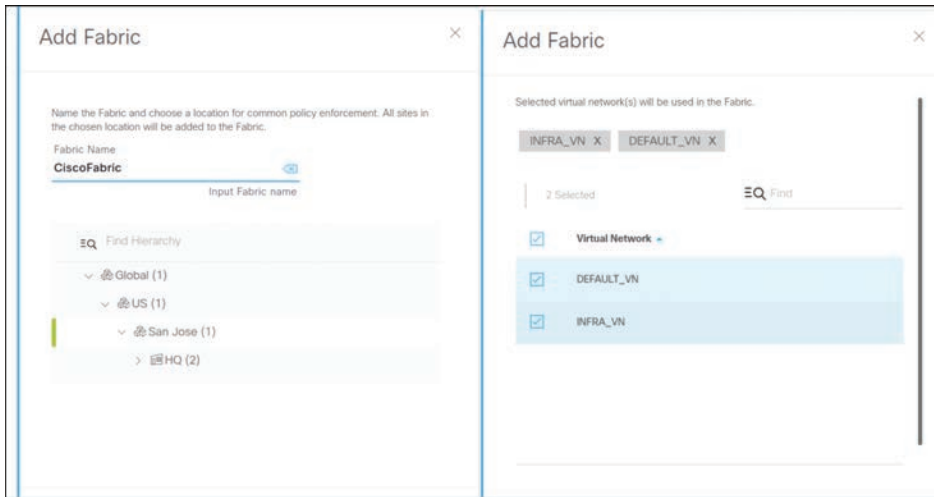 Add Fabric
Name the Fabric and choose a location for common policy enforcement. All sites in
the chosen location will be added to the Fabric.
Fabric Name
CiscoFabric
Input Fabric name
Find Hierarchy
Global (1)
US (1)
San Jose (1)
HQ (2)
Add Fabric
Selected virtual network(s) will be used in the Fabric.
INFRA_VN X DEFAULT_VN X
2 Selected Find
Virtual Network
DEFAULT_VN
INFRA_VN